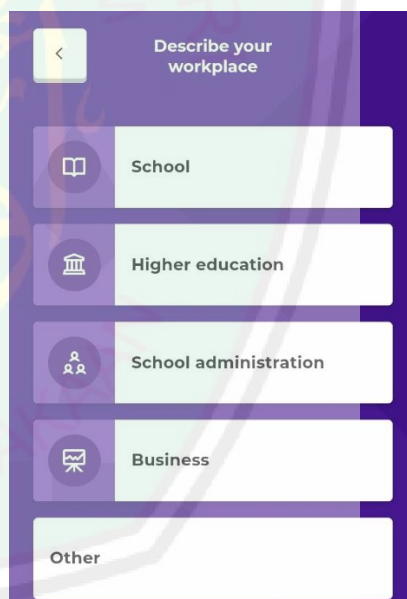 Describe your
workplace
School
Higher education
School administration
Business
Other